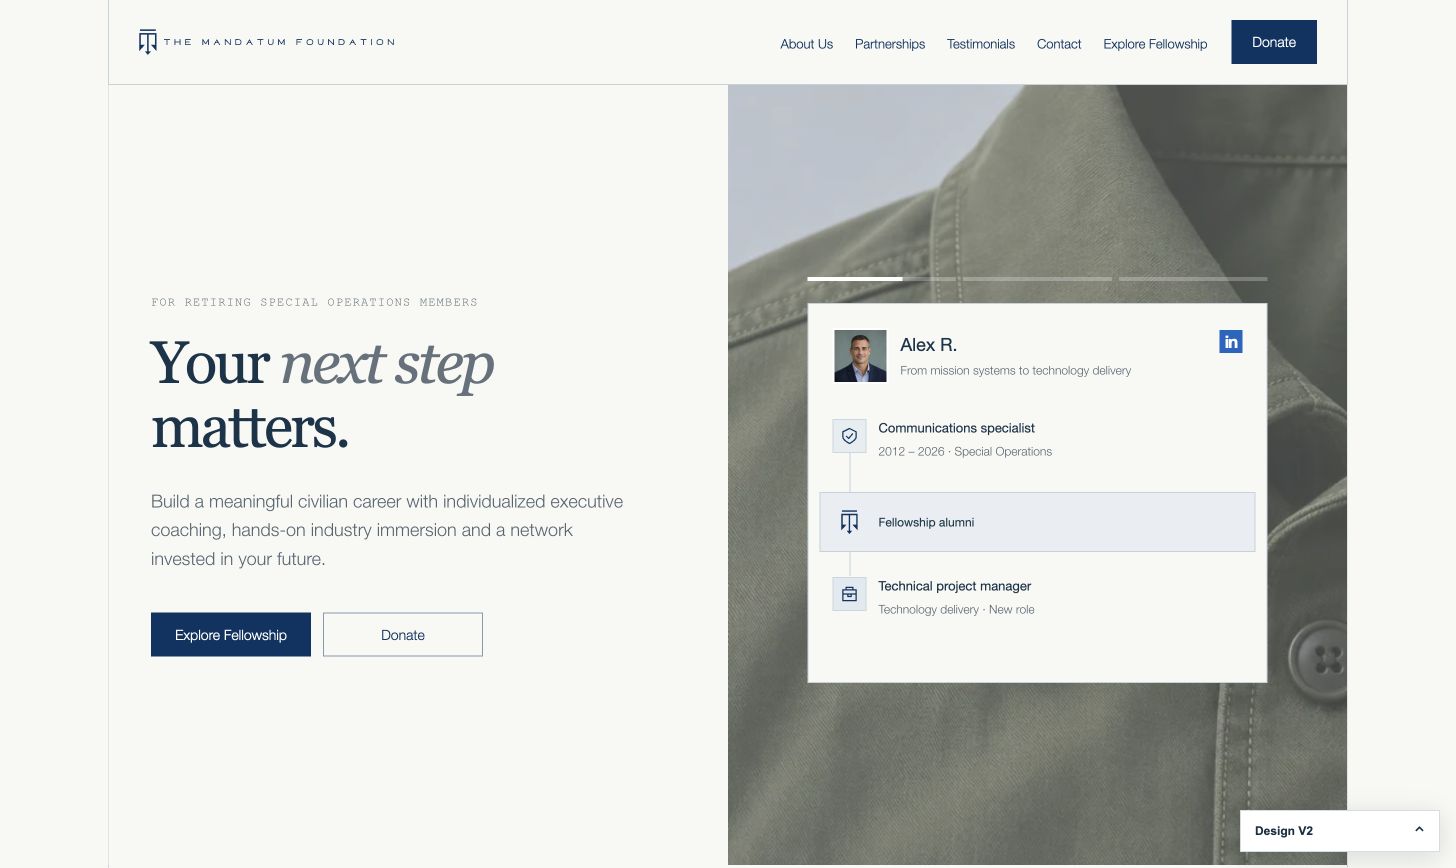 THE MANDATUM FOUNDATION
About Us
Partnerships
Testimonials
Contact
Explore Fellowship
Donate
FOR RETIRING SPECIAL OPERATIONS MEMBERS
Your next step
matters.
Build a meaningful civilian career with individualized executive
coaching, hands-on industry immersion and a network
invested in your future.
Explore Fellowship
Donate
Alex R.
in
From mission systems to technology delivery
Communications specialist
2012 – 2026 · Special Operations
Fellowship alumni
Technical project manager
Technology delivery · New role
Design V2